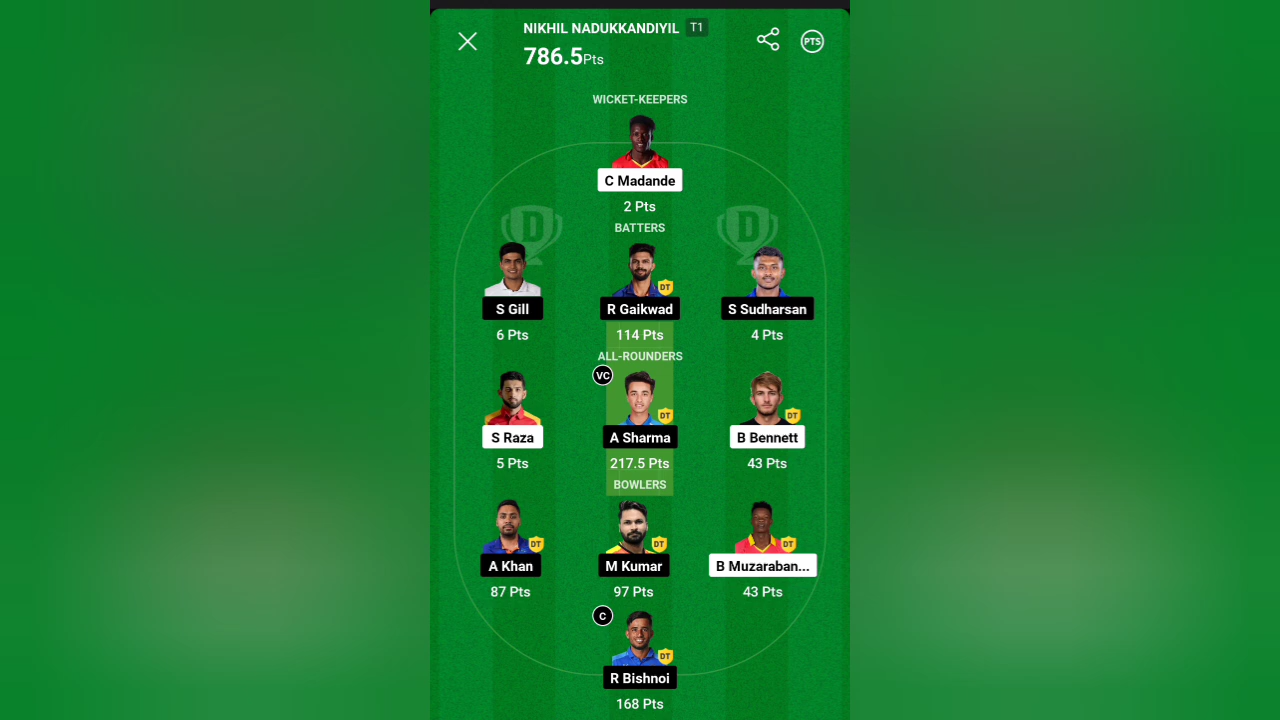 NIKHIL NADUKKANDIYIL T1
786.5Pts
PTS
WICKET-KEEPERS
C Madande
2 Pts
BATTERS
D D
S Gill R Gaikwad DT S Sudharsan
6 Pts 114 Pts 4 Pts
ALL-ROUNDERS
VC
DT DT
S Raza A Sharma B Bennett
5 Pts 217.5 Pts 43 Pts
BOWLERS
DT DT DT
A Khan M Kumar B Muzaraban...
87 Pts 97 Pts 43 Pts
C
DT
R Bishnoi
168 Pts